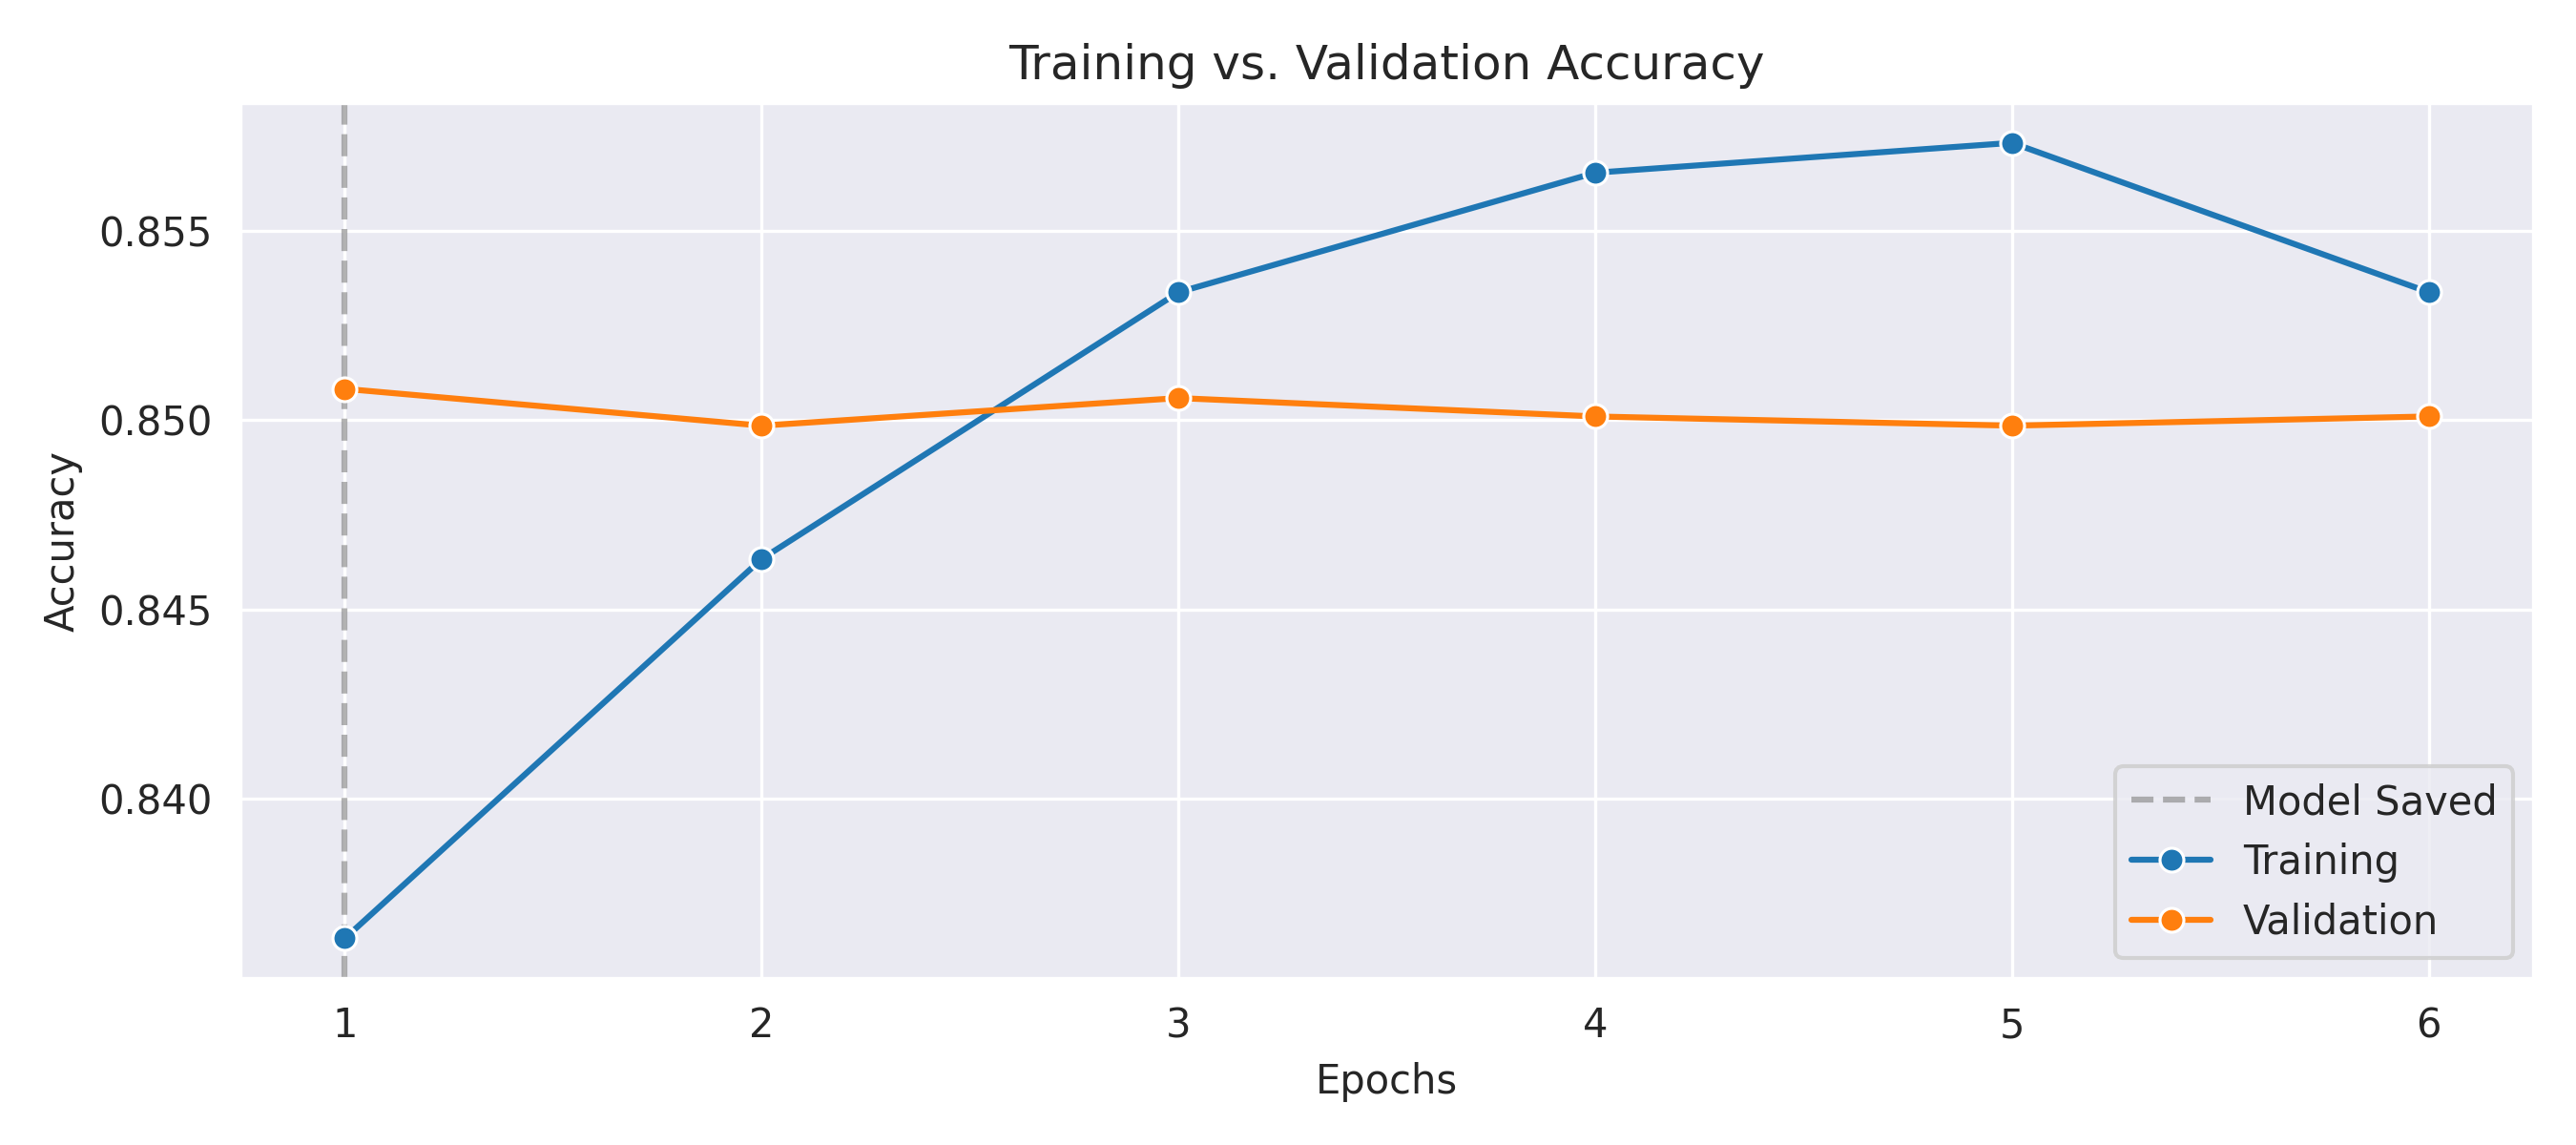 Training vs. Validation Accuracy
Accuracy
0.855
0.850
0.845
0.840
Model Saved
Training
Validation
1 2 3 4 5 6
Epochs